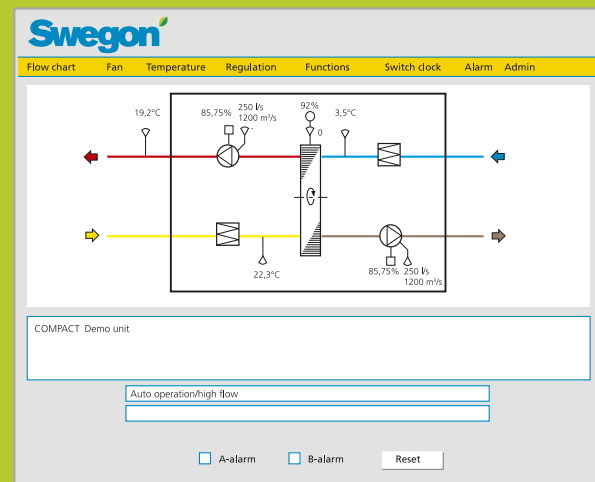 Swegon
Flow chart Fan Temperature Regulation Functions Switch clock Alarm Admin
19,2°C 85,75% 250 l/s 92% 3,5°C
1200 m³/s
- 0
22,3°C 85,75% 250 l/s
1200 m³/s
COMPACT Demo unit
Auto operation/high flow
A-alarm B-alarm Reset